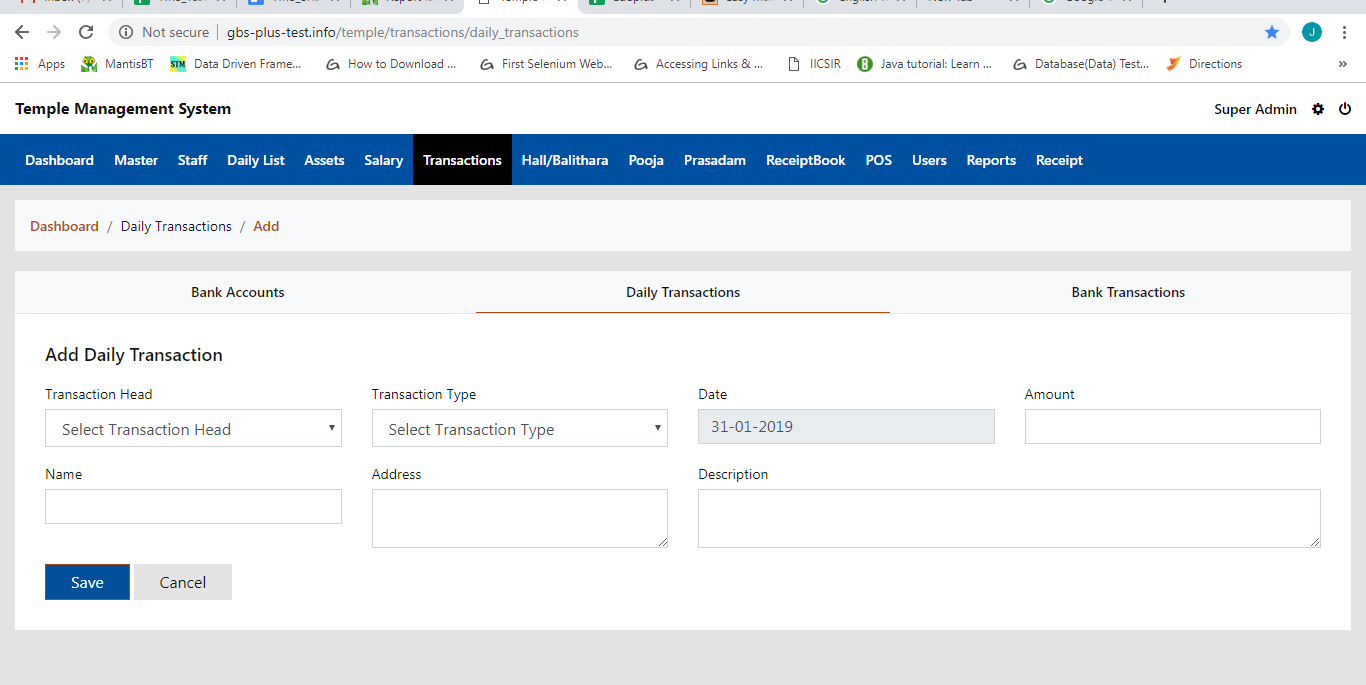 Not secure gbs-plus-test.info/temple/transactions/daily_transactions J
Apps MantisBT STM Data Driven Frame... How to Download ... First Selenium Web... Accessing Links & ... IICSIR Java tutorial: Learn ... Database(Data) Test... Directions »
Temple Management System Super Admin
Dashboard Master Staff Daily List Assets Salary Transactions Hall/Balithara Pooja Prasadam ReceiptBook POS Users Reports Receipt
Dashboard / Daily Transactions / Add
Bank Accounts Daily Transactions Bank Transactions
Add Daily Transaction
Transaction Head Transaction Type Date Amount
Select Transaction Head Select Transaction Type 31-01-2019
Name Address Description
Save Cancel